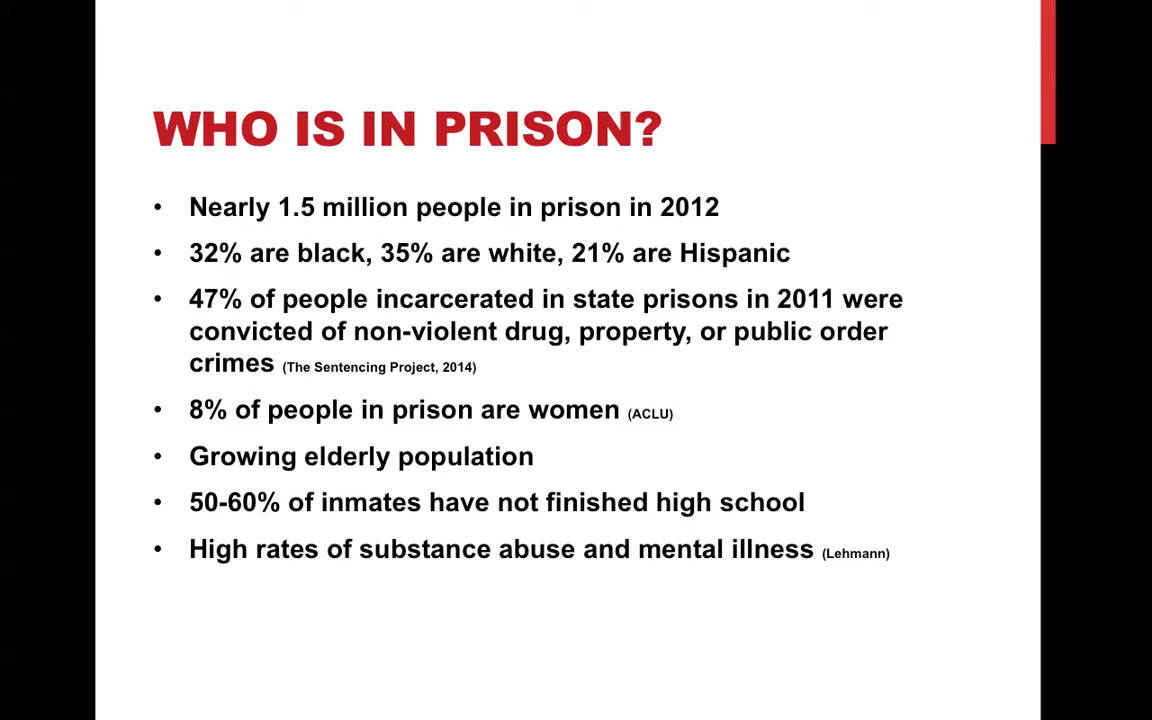 WHO IS IN PRISON?
• Nearly 1.5 million people in prison in 2012
• 32% are black, 35% are white, 21% are Hispanic
• 47% of people incarcerated in state prisons in 2011 were
convicted of non-violent drug, property, or public order
crimes (The Sentencing Project, 2014)
• 8% of people in prison are women (ACLU)
• Growing elderly population
• 50-60% of inmates have not finished high school
• High rates of substance abuse and mental illness (Lehmann)